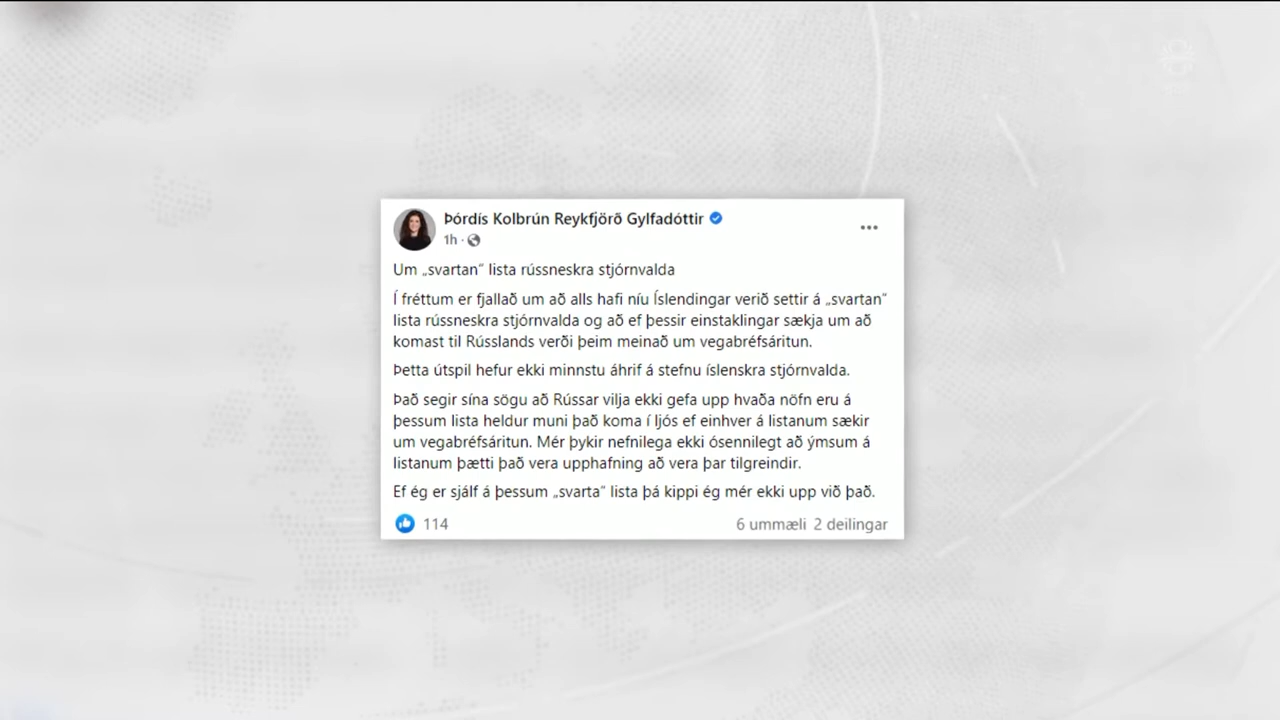 Þórdís Kolbrún Reykfjörð Gylfadóttir
1h ·
Um „svartan“ lista rússneskra stjórnvalda
Í fréttum er fjallað um að alls hafi níu Íslendingar verið settir á „svartan“
lista rússneskra stjórnvalda og að ef þessir einstaklingar sækja um að
komast til Rússlands verði þeim meinað um vegabréfsáritun.
Þetta útspil hefur ekki minnstu áhrif á stefnu íslenskra stjórnvalda.
Það segir sína sögu að Rússar vilja ekki gefa upp hvaða nöfn eru á
þessum lista heldur muni það koma í ljós ef einhver á listanum sækir
um vegabréfsáritun. Mér þykir nefnilega ekki ósennilegt að ýmsum á
listanum þætti það vera upphafning að vera þar tilgreindir.
Ef ég er sjálf á þessum „svarta“ lista þá kippi ég mér ekki upp við það.
114
6 ummæli 2 deilingar